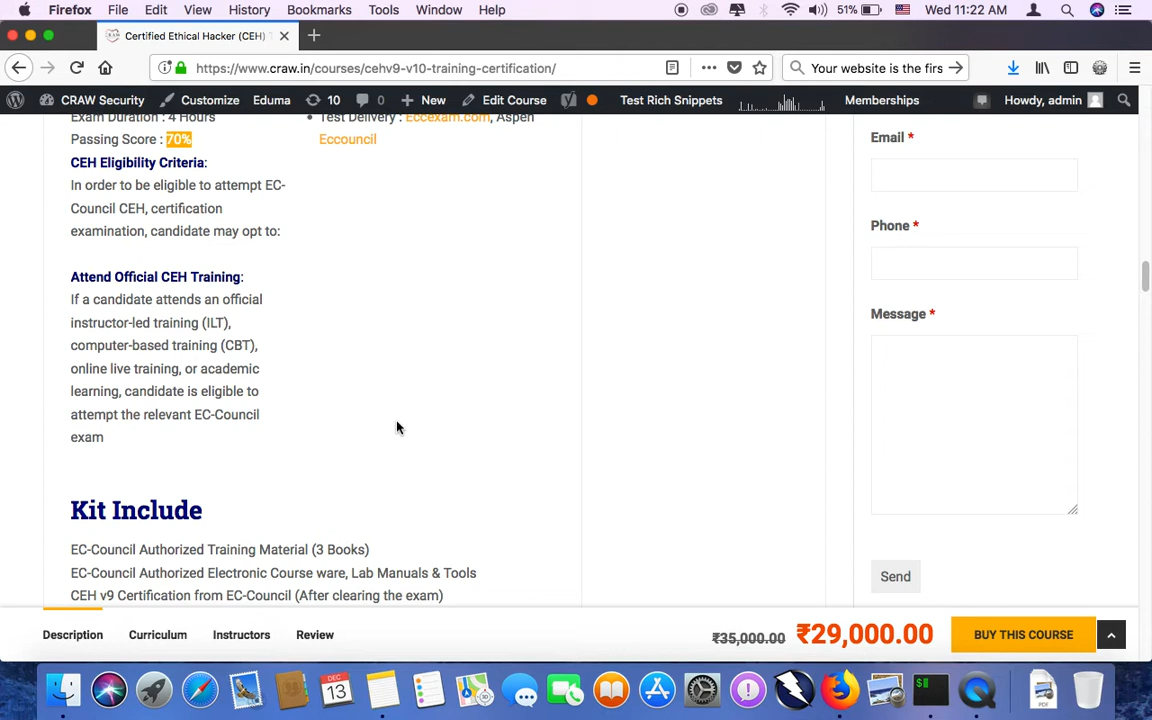 Firefox File Edit View History Bookmarks Tools Window Help 51% Wed 11:22 AM
Certified Ethical Hacker (CEH)
https://www.craw.in/courses/cehv9-v10-training-certification/
Your website is the firs
CRAW Security Customize Eduma 10 0 New Edit Course Test Rich Snippets Memberships Howdy, admin
Exam Duration : 4 Hours
Passing Score : 70%
CEH Eligibility Criteria:
In order to be eligible to attempt EC-
Council CEH, certification
examination, candidate may opt to:
Attend Official CEH Training:
If a candidate attends an official
instructor-led training (ILT),
computer-based training (CBT),
online live training, or academic
learning, candidate is eligible to
attempt the relevant EC-Council
exam
• Test Delivery : Eccexam.com, Aspen
Eccouncil
Kit Include
EC-Council Authorized Training Material (3 Books)
EC-Council Authorized Electronic Course ware, Lab Manuals & Tools
CEH v9 Certification from EC-Council (After clearing the exam)
Email *
Phone *
Message *
Send
Description Curriculum Instructors Review
₹35,000.00 ₹29,000.00 BUY THIS COURSE
DEC
13